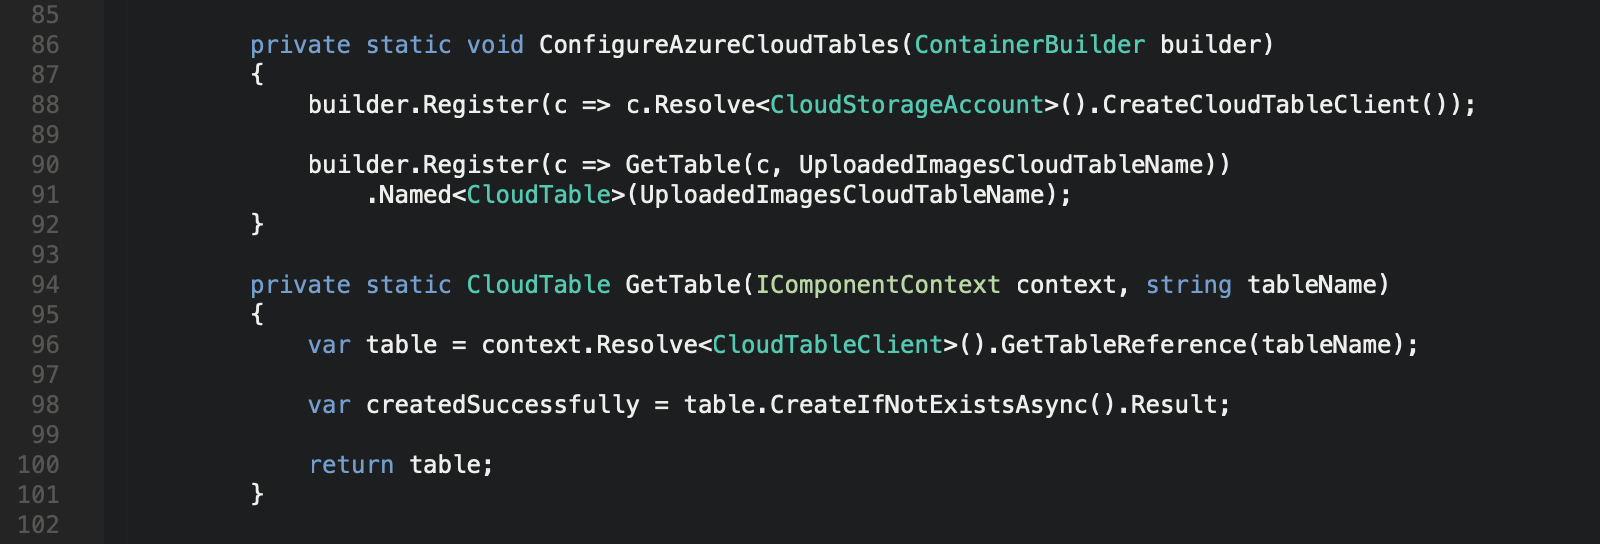 85
86 private static void ConfigureAzureCloudTables(ContainerBuilder builder)
87 {
88 builder.Register(c => c.Resolve<CloudStorageAccount>().CreateCloudTableClient());
89
90 builder.Register(c => GetTable(c, UploadedImagesCloudTableName))
91 .Named<CloudTable>(UploadedImagesCloudTableName);
92 }
93
94 private static CloudTable GetTable(IComponentContext context, string tableName)
95 {
96 var table = context.Resolve<CloudTableClient>().GetTableReference(tableName);
97
98 var createdSuccessfully = table.CreateIfNotExistsAsync().Result;
99
100 return table;
101 }
102